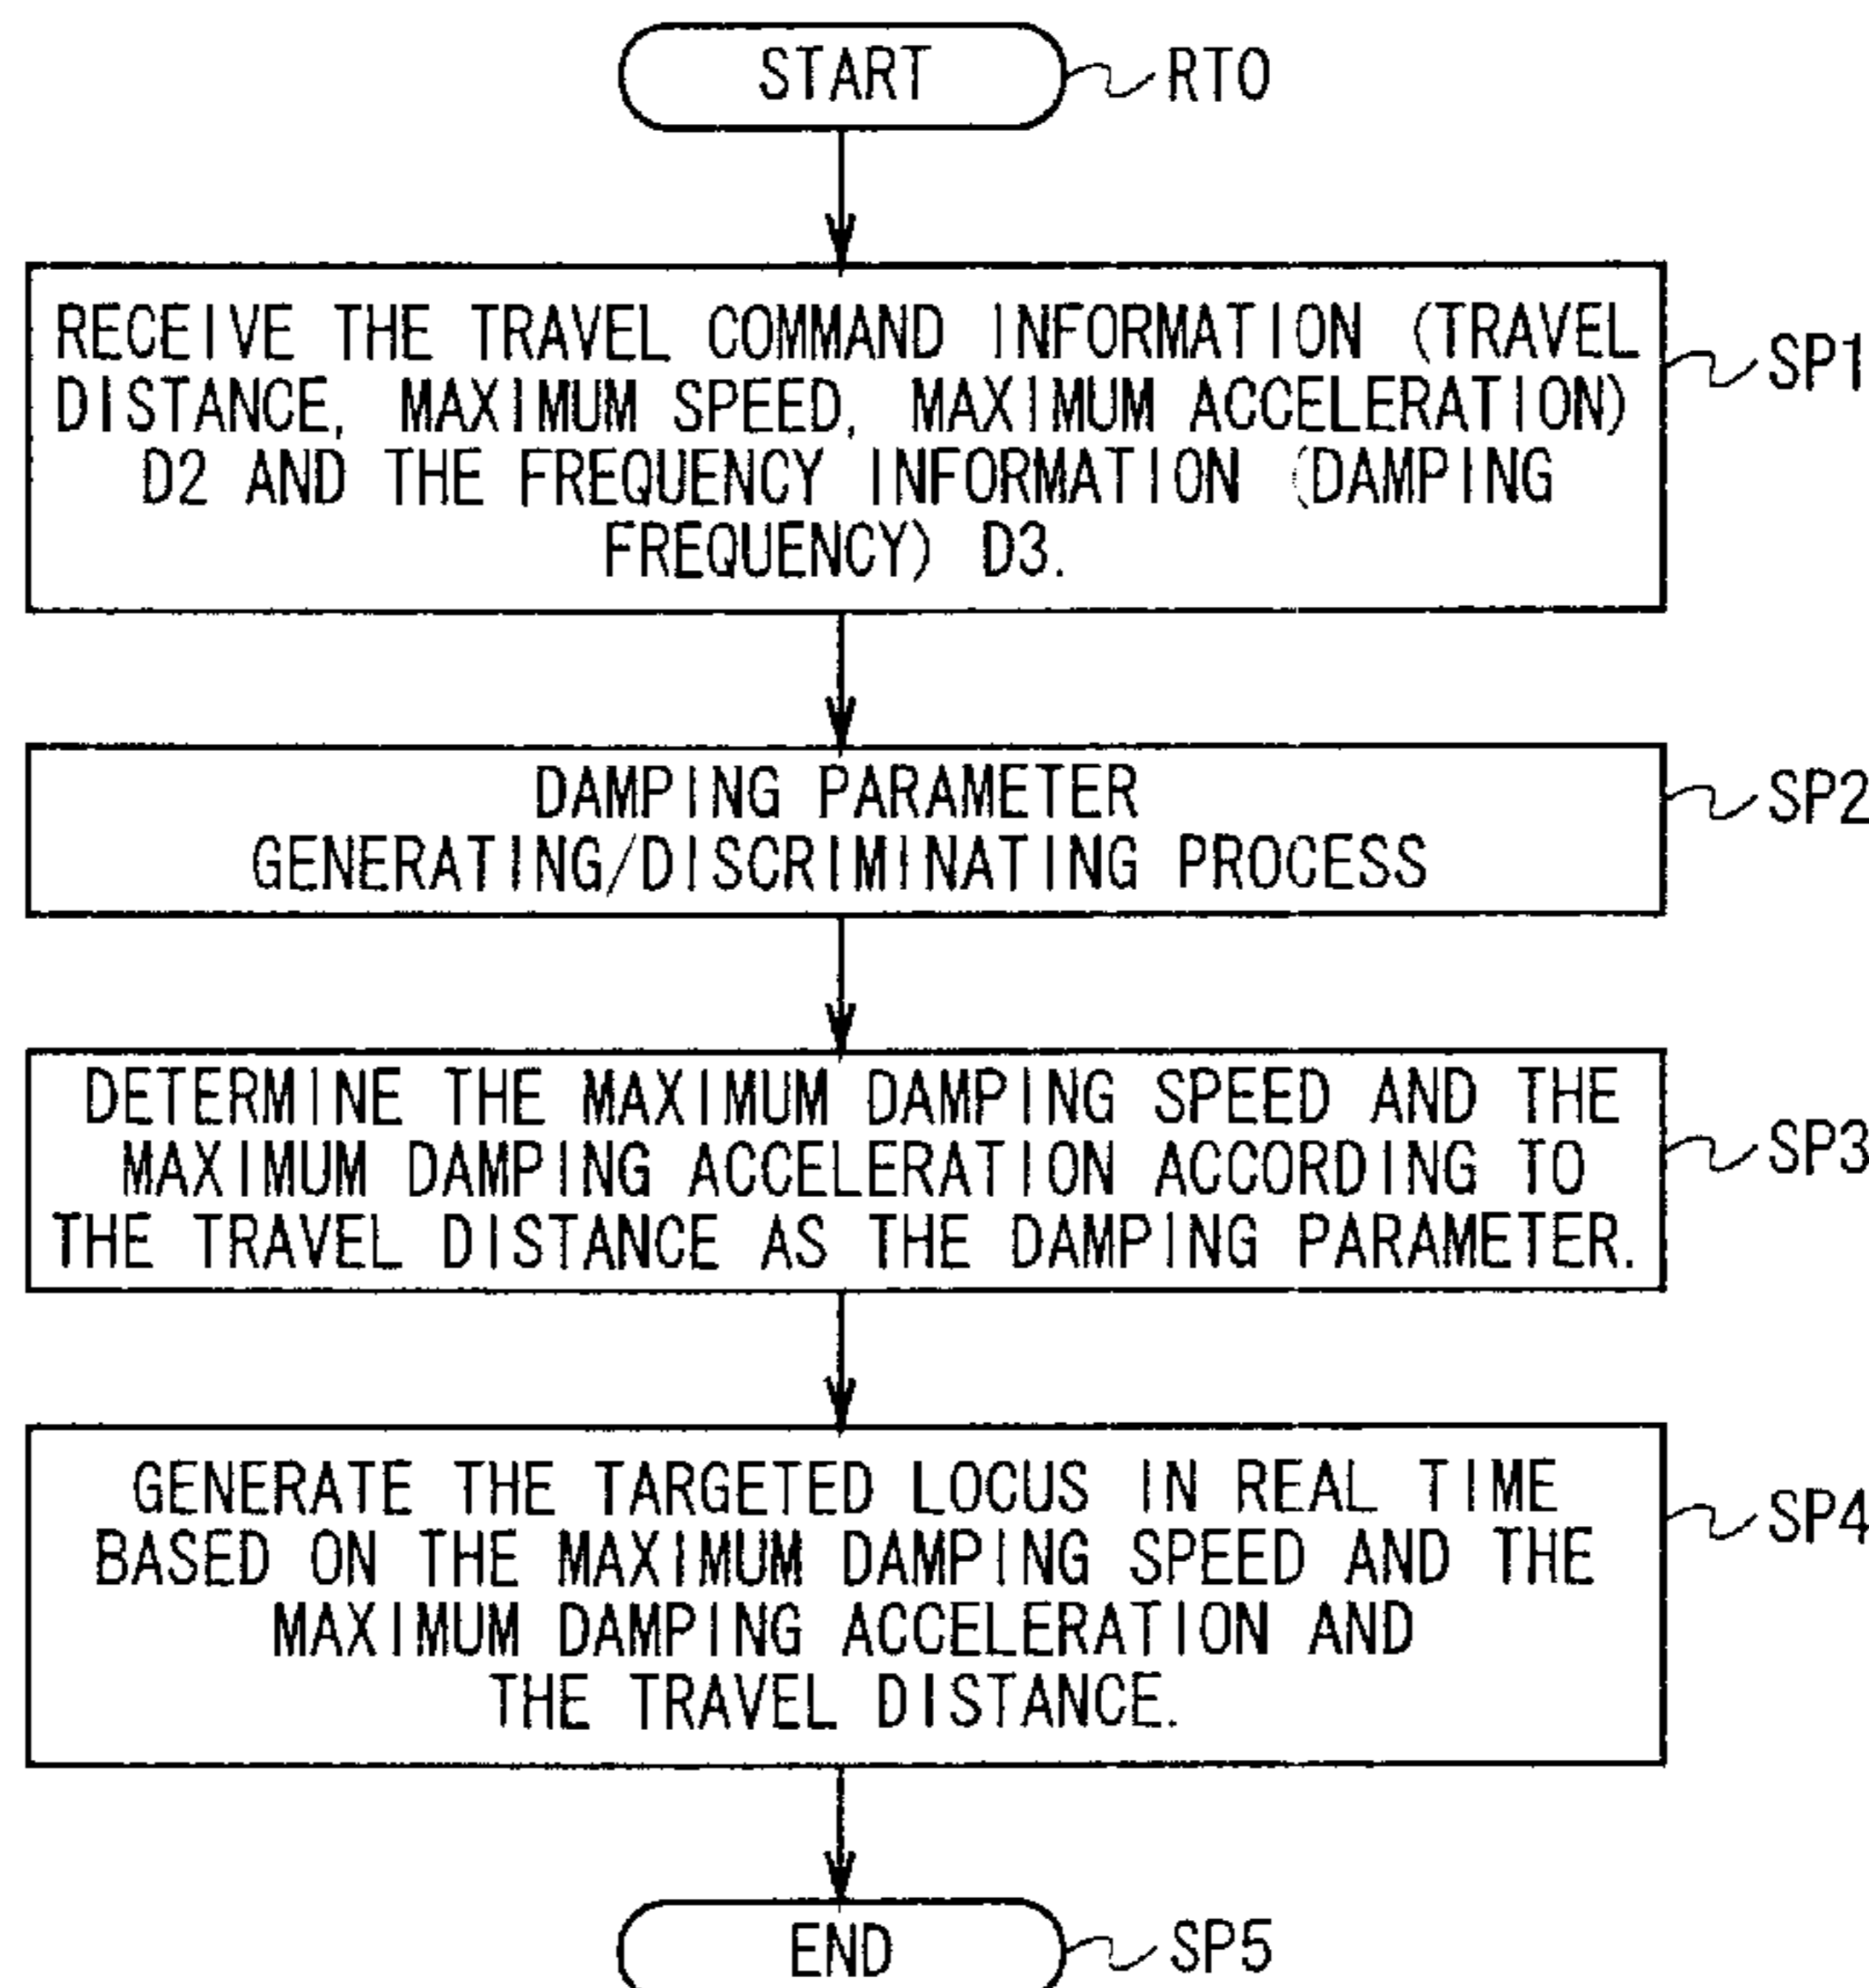 START
RT0
RECEIVE THE TRAVEL COMMAND INFORMATION (TRAVEL
DISTANCE, MAXIMUM SPEED, MAXIMUM ACCELERATION)
D2 AND THE FREQUENCY INFORMATION (DAMPING
FREQUENCY) D3.
SP1
DAMPING PARAMETER
GENERATING/DISCRIMINATING PROCESS
SP2
DETERMINE THE MAXIMUM DAMPING SPEED AND THE
MAXIMUM DAMPING ACCELERATION ACCORDING TO
THE TRAVEL DISTANCE AS THE DAMPING PARAMETER.
SP3
GENERATE THE TARGETED LOCUS IN REAL TIME
BASED ON THE MAXIMUM DAMPING SPEED AND THE
MAXIMUM DAMPING ACCELERATION AND
THE TRAVEL DISTANCE.
SP4
END
SP5